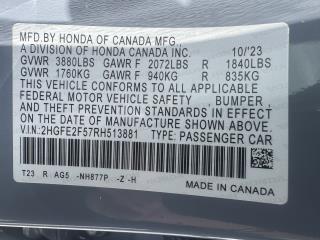 MFD.BY HONDA OF CANADA MFG.,
A DIVISION OF HONDA CANADA INC. 10/'23
GVWR 3880LBS GAWR F 2072LBS R 1840LBS
GVWR 1760KG GAWR F 940KG R 835KG
THIS VEHICLE CONFORMS TO ALL APPLICABLE
FEDERAL MOTOR VEHICLE SAFETY , BUMPER ,
AND THEFT PREVENTION STANDARDS IN EFFECT
ON THE DATE OF MANUFACTURE SHOWN ABOVE.
V.I.N:2HGFE2F57RH513881 TYPE:PASSENGER CAR
T23 R AG5 -NH877P -Z -H
MADE IN CANADA